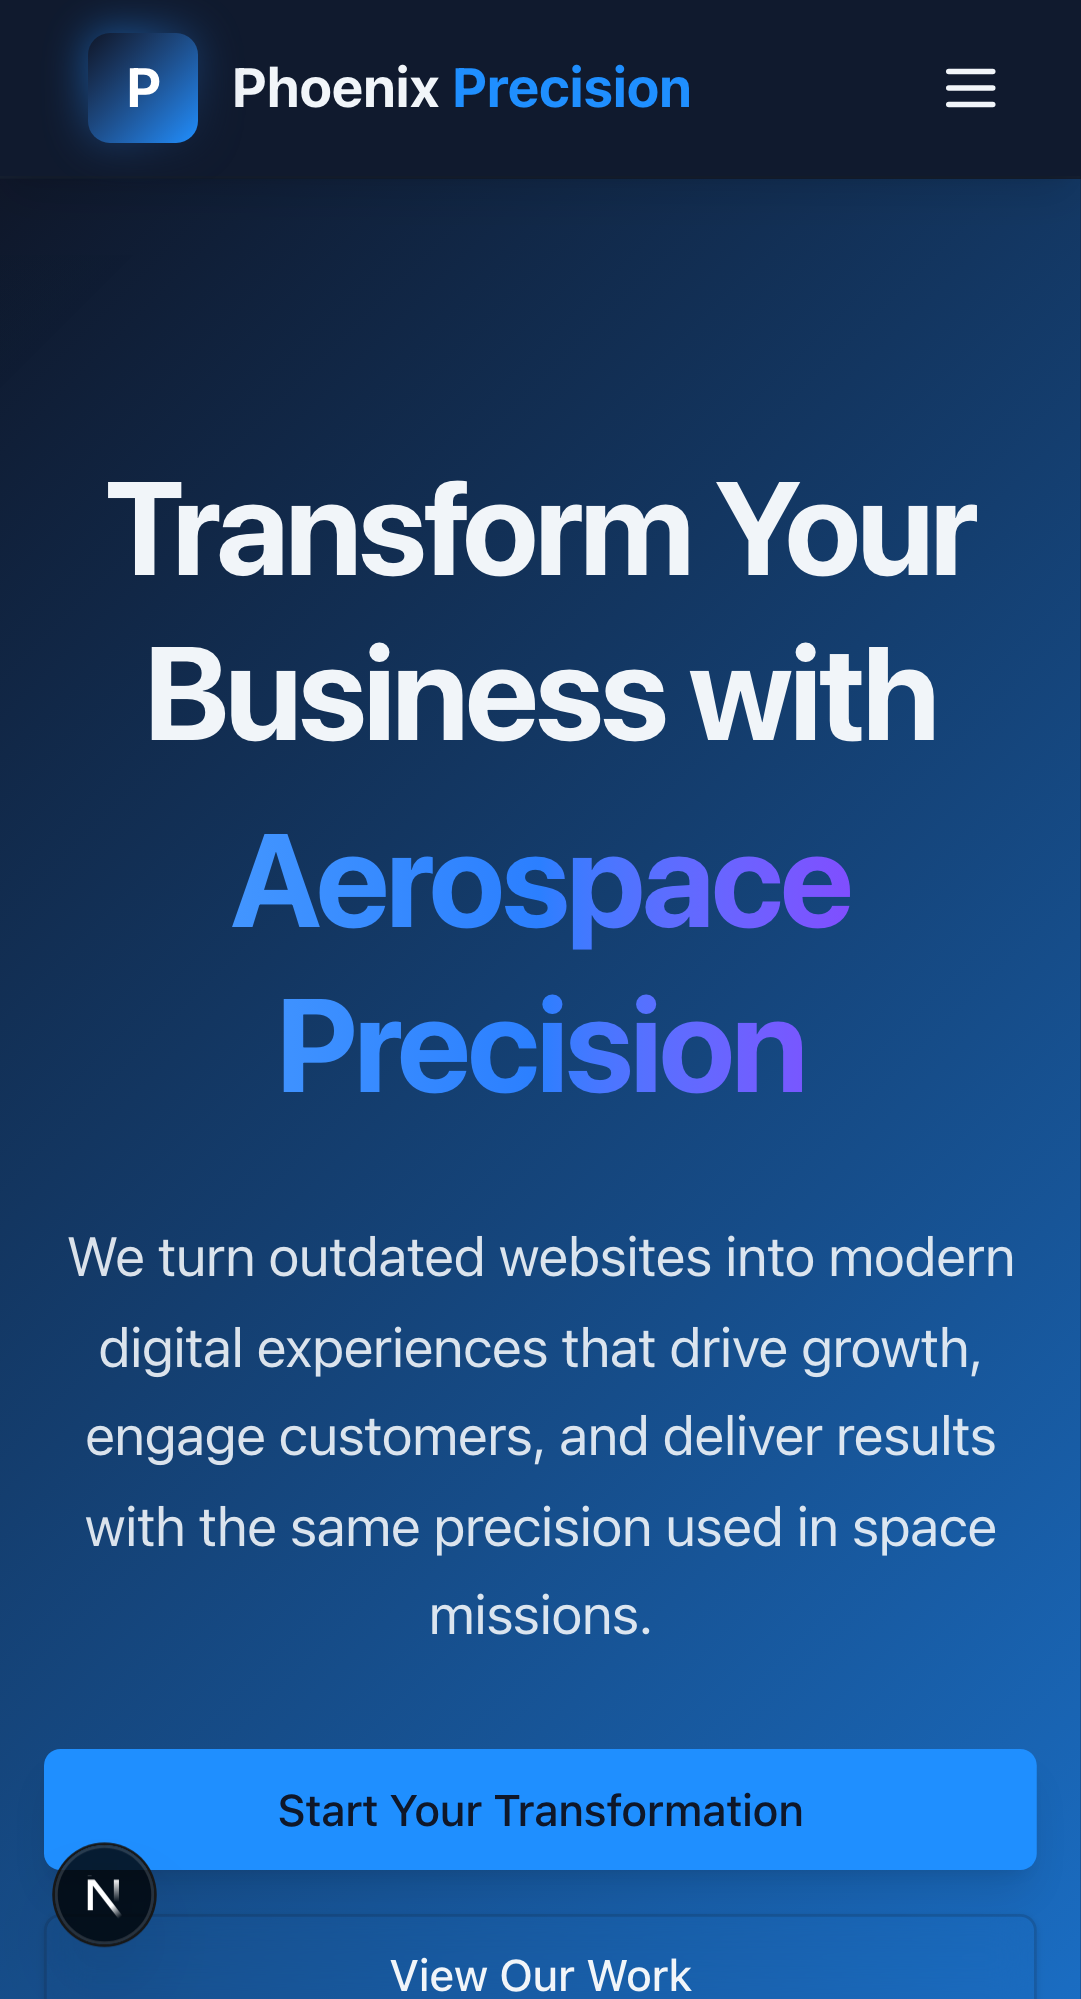 P
Phoenix Precision
Transform Your
Business with
Aerospace
Precision
We turn outdated websites into modern
digital experiences that drive growth,
engage customers, and deliver results
with the same precision used in space
missions.
Start Your Transformation
N
View Our Work